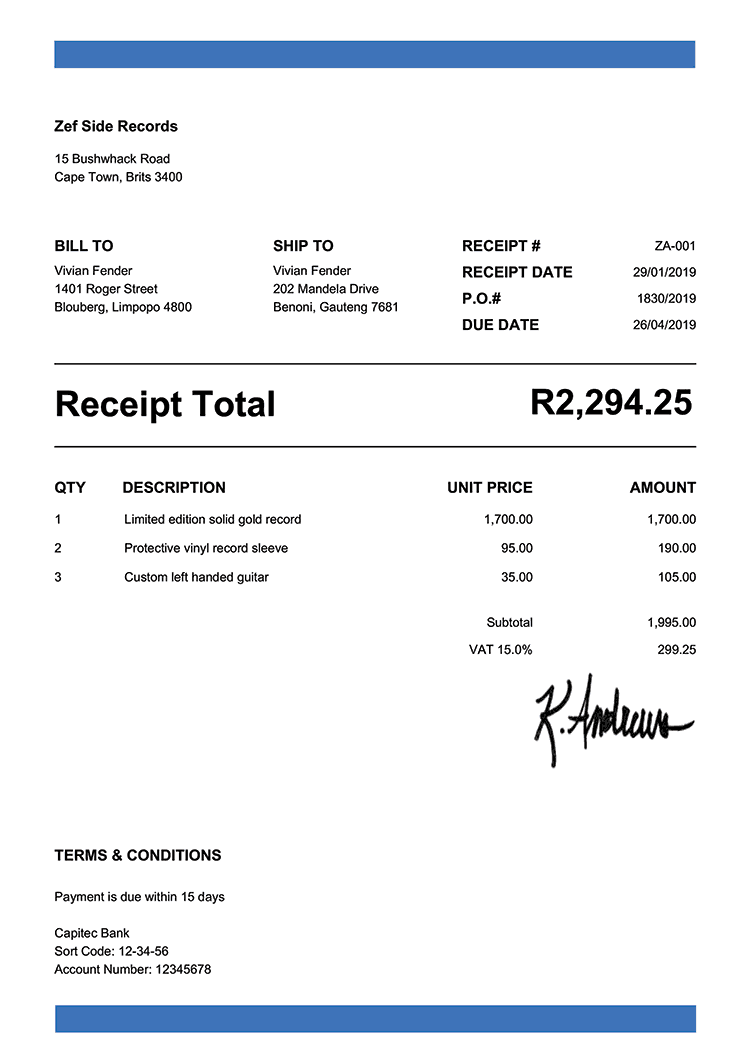 Zef Side Records
15 Bushwhack Road
Cape Town, Brits 3400
BILL TO
Vivian Fender
1401 Roger Street
Blouberg, Limpopo 4800
SHIP TO
Vivian Fender
202 Mandela Drive
Benoni, Gauteng 7681
RECEIPT # ZA-001
RECEIPT DATE 29/01/2019
P.O.# 1830/2019
DUE DATE 26/04/2019
Receipt Total R2,294.25
QTY DESCRIPTION UNIT PRICE AMOUNT
1 Limited edition solid gold record 1,700.00 1,700.00
2 Protective vinyl record sleeve 95.00 190.00
3 Custom left handed guitar 35.00 105.00
Subtotal 1,995.00
VAT 15.0% 299.25
K. Andrews
TERMS & CONDITIONS
Payment is due within 15 days
Capitec Bank
Sort Code: 12-34-56
Account Number: 12345678